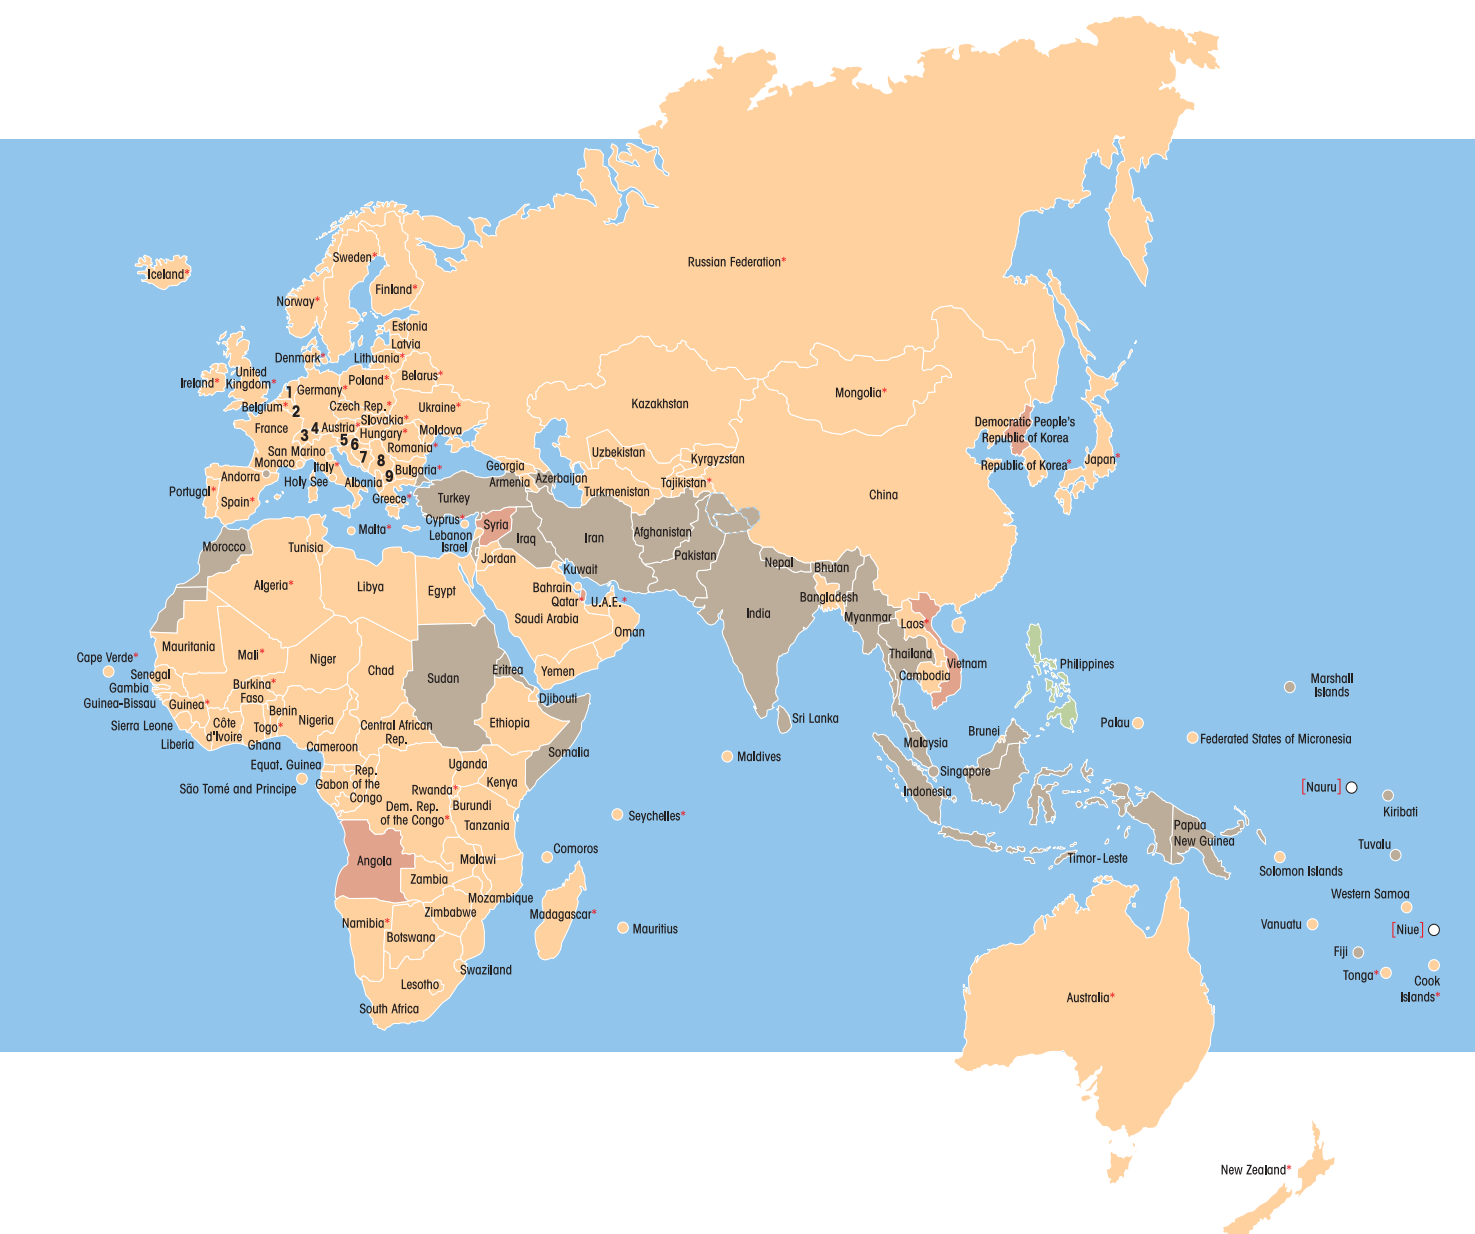 Russian Federation*
Sweden*
Iceland*
Finland*
Norway*
Estonia
Latvia
Denmark*
Lithuania*
United
Kingdom*
Ireland*
Belarus*
Poland*
1
Germany*
Mongolia*
Kazakhstan
Belgium*
2
Czech Rep.*
Ukraine*
Slovakia*
France
3
4
Austria*
Hungary*
Moldova
Democratic People's
Republic of Korea
5
6
7
8
9
Romania*
San Marino
Monaco
Uzbekistan
Kyrgyzstan
Japan*
Republic of Korea*
Georgia
Italy*
Bulgaria*
Andorra
Holy See
Albania
Armenia
Azerbaijan
Tajikistan*
Turkmenistan
China
Portugal*
Spain*
Greece*
Turkey
Malta*
Cyprus*
Syria
Lebanon
Israel
Iraq
Iran
Afghanistan
Morocco
Tunisia
Jordan
Pakistan
Nepal
Bhutan
Kuwait
Algeria*
Libya
Egypt
Bahrain
Qatar*
U.A.E.*
Bangladesh
India
Saudi Arabia
Myanmar
Laos*
Oman
Mauritania
Mali*
Niger
Cape Verde*
Thailand
Vietnam
Philippines
Chad
Eritrea
Yemen
Senegal
Cambodia
Sudan
Marshall
Islands
Gambia
Burkina*
Faso
Guinea-Bissau
Guinea*
Djibouti
Benin
Nigeria
Sri Lanka
Sierra Leone
Côte
d'Ivoire
Togo*
Central African
Rep.
Ethiopia
Palau
Brunei
Federated States of Micronesia
Liberia
Ghana
Cameroon
Somalia
Maldives
Malaysia
Equat. Guinea
Uganda
Singapore
São Tomé and Principe
Gabon
Rep.
of the
Congo
Rwanda*
Kenya
Indonesia
[Nauru]
Dem. Rep.
of the Congo*
Burundi
Kiribati
Seychelles*
Tanzania
Papua
New Guinea
Tuvalu
Comoros
Angola
Malawi
Timor-Leste
Solomon Islands
Zambia
Mozambique
Western Samoa
Zimbabwe
Madagascar*
Namibia*
Mauritius
Vanuatu
[Niue]
Botswana
Fiji
Swaziland
Tonga*
Lesotho
Cook
Islands*
Australia*
South Africa
New Zealand*